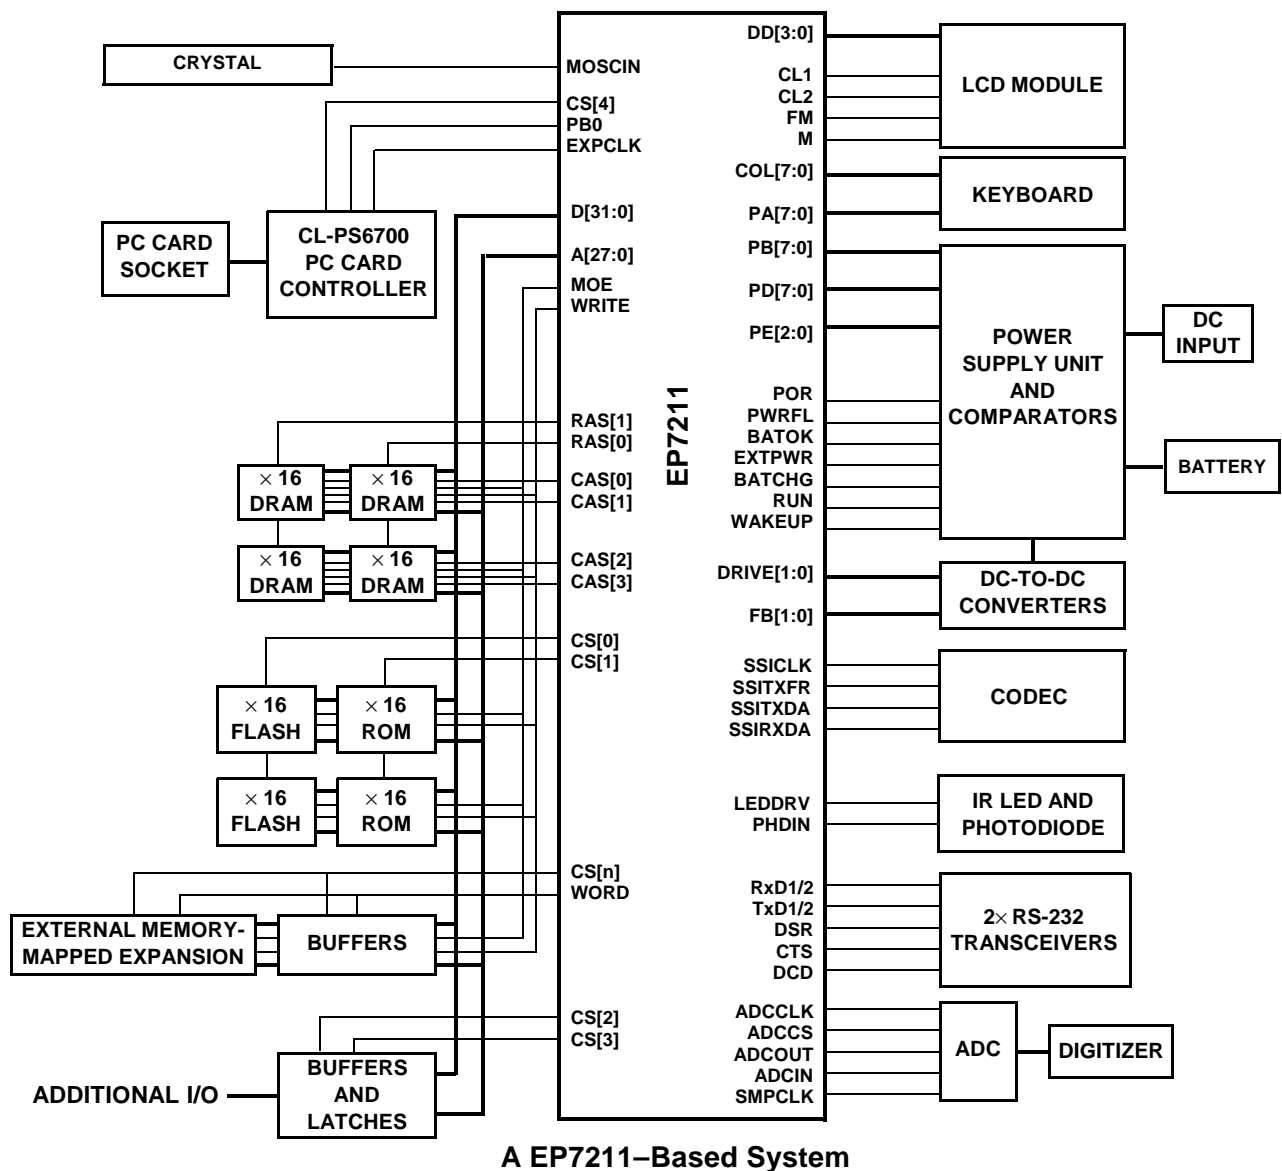 CRYSTAL
MOSCIN
CS[4]
PB0
EXPCLK
PC CARD
SOCKET
CL-PS6700
PC CARD
CONTROLLER
D[31:0]
A[27:0]
MOE
WRITE
RAS[1]
RAS[0]
× 16
DRAM
× 16
DRAM
CAS[0]
CAS[1]
× 16
DRAM
× 16
DRAM
CAS[2]
CAS[3]
CS[0]
CS[1]
× 16
FLASH
× 16
ROM
× 16
FLASH
× 16
ROM
CS[n]
WORD
EXTERNAL MEMORY-
MAPPED EXPANSION
BUFFERS
CS[2]
CS[3]
ADDITIONAL I/O
BUFFERS
AND
LATCHES
EP7211
DD[3:0]
CL1
CL2
FM
M
LCD MODULE
COL[7:0]
PA[7:0]
KEYBOARD
PB[7:0]
PD[7:0]
PE[2:0]
POR
PWRFL
BATOK
EXTPWR
BATCHG
RUN
WAKEUP
POWER
SUPPLY UNIT
AND
COMPARATORS
DC
INPUT
BATTERY
DRIVE[1:0]
FB[1:0]
DC-TO-DC
CONVERTERS
SSICLK
SSITXFR
SSITXDA
SSIRXDA
CODEC
LEDDRV
PHDIN
IR LED AND
PHOTODIODE
RxD1/2
TxD1/2
DSR
CTS
DCD
2× RS-232
TRANSCEIVERS
ADCCLK
ADCCS
ADCOUT
ADCIN
SMPCLK
ADC
DIGITIZER
A EP7211–Based System